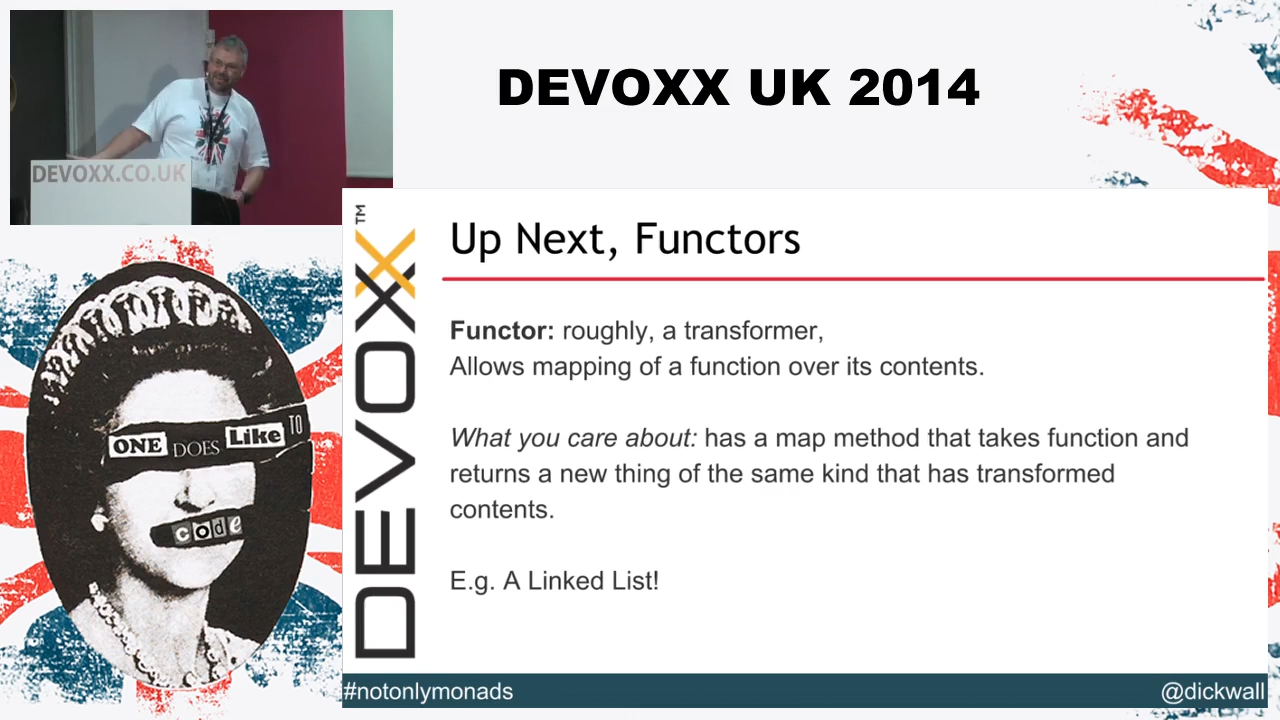 DEVOXX UK 2014
DEVOXX.CO.UK
DEVOXX™
Up Next, Functors
Functor: roughly, a transformer,
Allows mapping of a function over its contents.
What you care about: has a map method that takes function and
returns a new thing of the same kind that has transformed
contents.
E.g. A Linked List!
ONE DOES Like TO
code
#notonlymonads
@dickwall